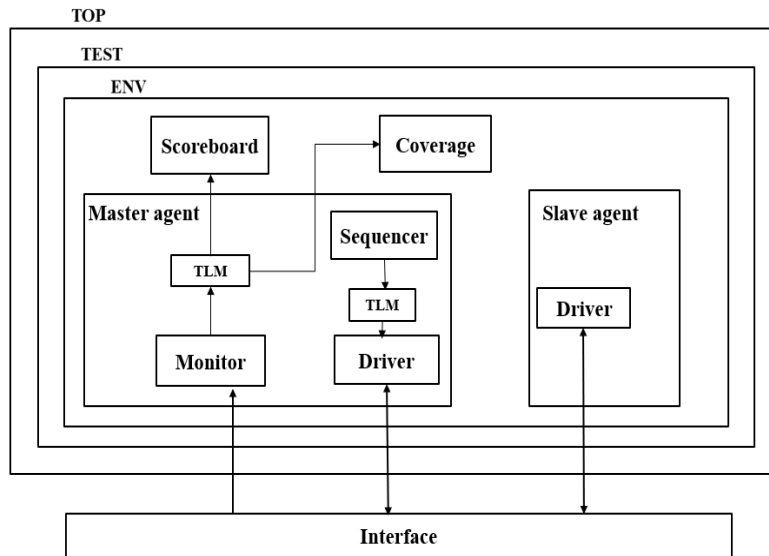 TOP
TEST
ENV
Scoreboard
Coverage
Master agent
Slave agent
Sequencer
TLM
TLM
Driver
Monitor
Driver
Interface